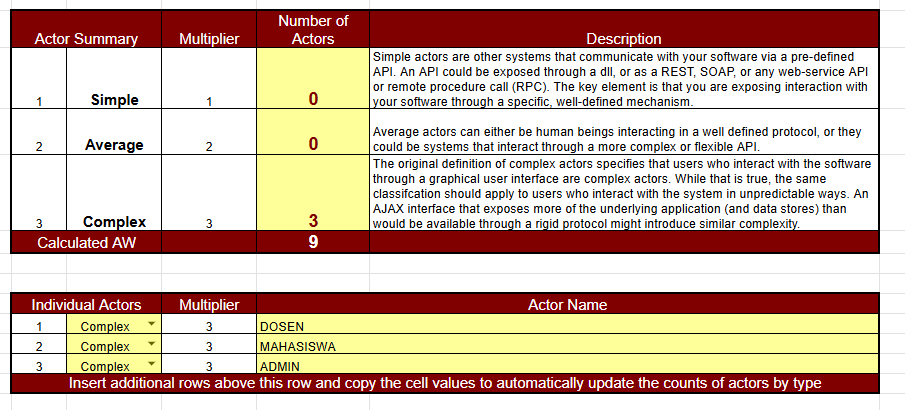 Actor Summary Multiplier Number of Actors Description
1 Simple 1 0 Simple actors are other systems that communicate with your software via a pre-defined
API. An API could be exposed through a dll, or as a REST, SOAP, or any web-service API
or remote procedure call (RPC). The key element is that you are exposing interaction with
your software through a specific, well-defined mechanism.
2 Average 2 0 Average actors can either be human beings interacting in a well defined protocol, or they
could be systems that interact through a more complex or flexible API.
3 Complex 3 3 The original definition of complex actors specifies that users who interact with the software
through a graphical user interface are complex actors. While that is true, the same
classifcation should apply to users who interact with the system in unpredictable ways. An
AJAX interface that exposes more of the underlying application (and data stores) than
would be available through a rigid protocol might introduce similar complexity.
Calculated AW 9
Individual Actors Multiplier Actor Name
1 Complex 3 DOSEN
2 Complex 3 MAHASISWA
3 Complex 3 ADMIN
Insert additional rows above this row and copy the cell values to automatically update the counts of actors by type